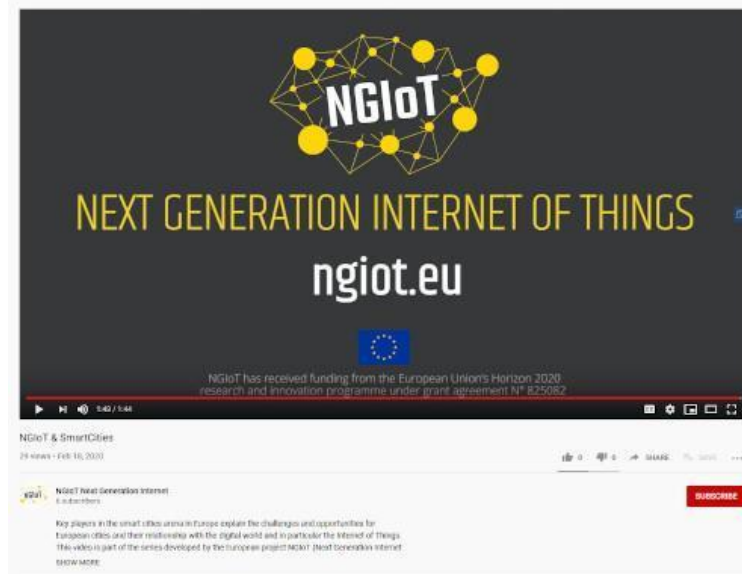 NGIoT
NEXT GENERATION INTERNET OF THINGS
ngiot.eu
NGIoT has received funding from the European Union's Horizon 2020
research and innovation programme under grant agreement N° 825082
1:43 / 1:44
NGIoT & SmartCities
29 views • Feb 18, 2020
0
0
SHARE
SAVE
NGIoT
NGIoT Next Generation Internet
6 subscribers
SUBSCRIBE
Key players in the smart cities arena in Europe explain the challenges and opportunities for
European cities and their relationship with the digital world and in particular the Internet of Things.
This video is part of the series developed by the European project NGIoT (Next Generation Internet
SHOW MORE